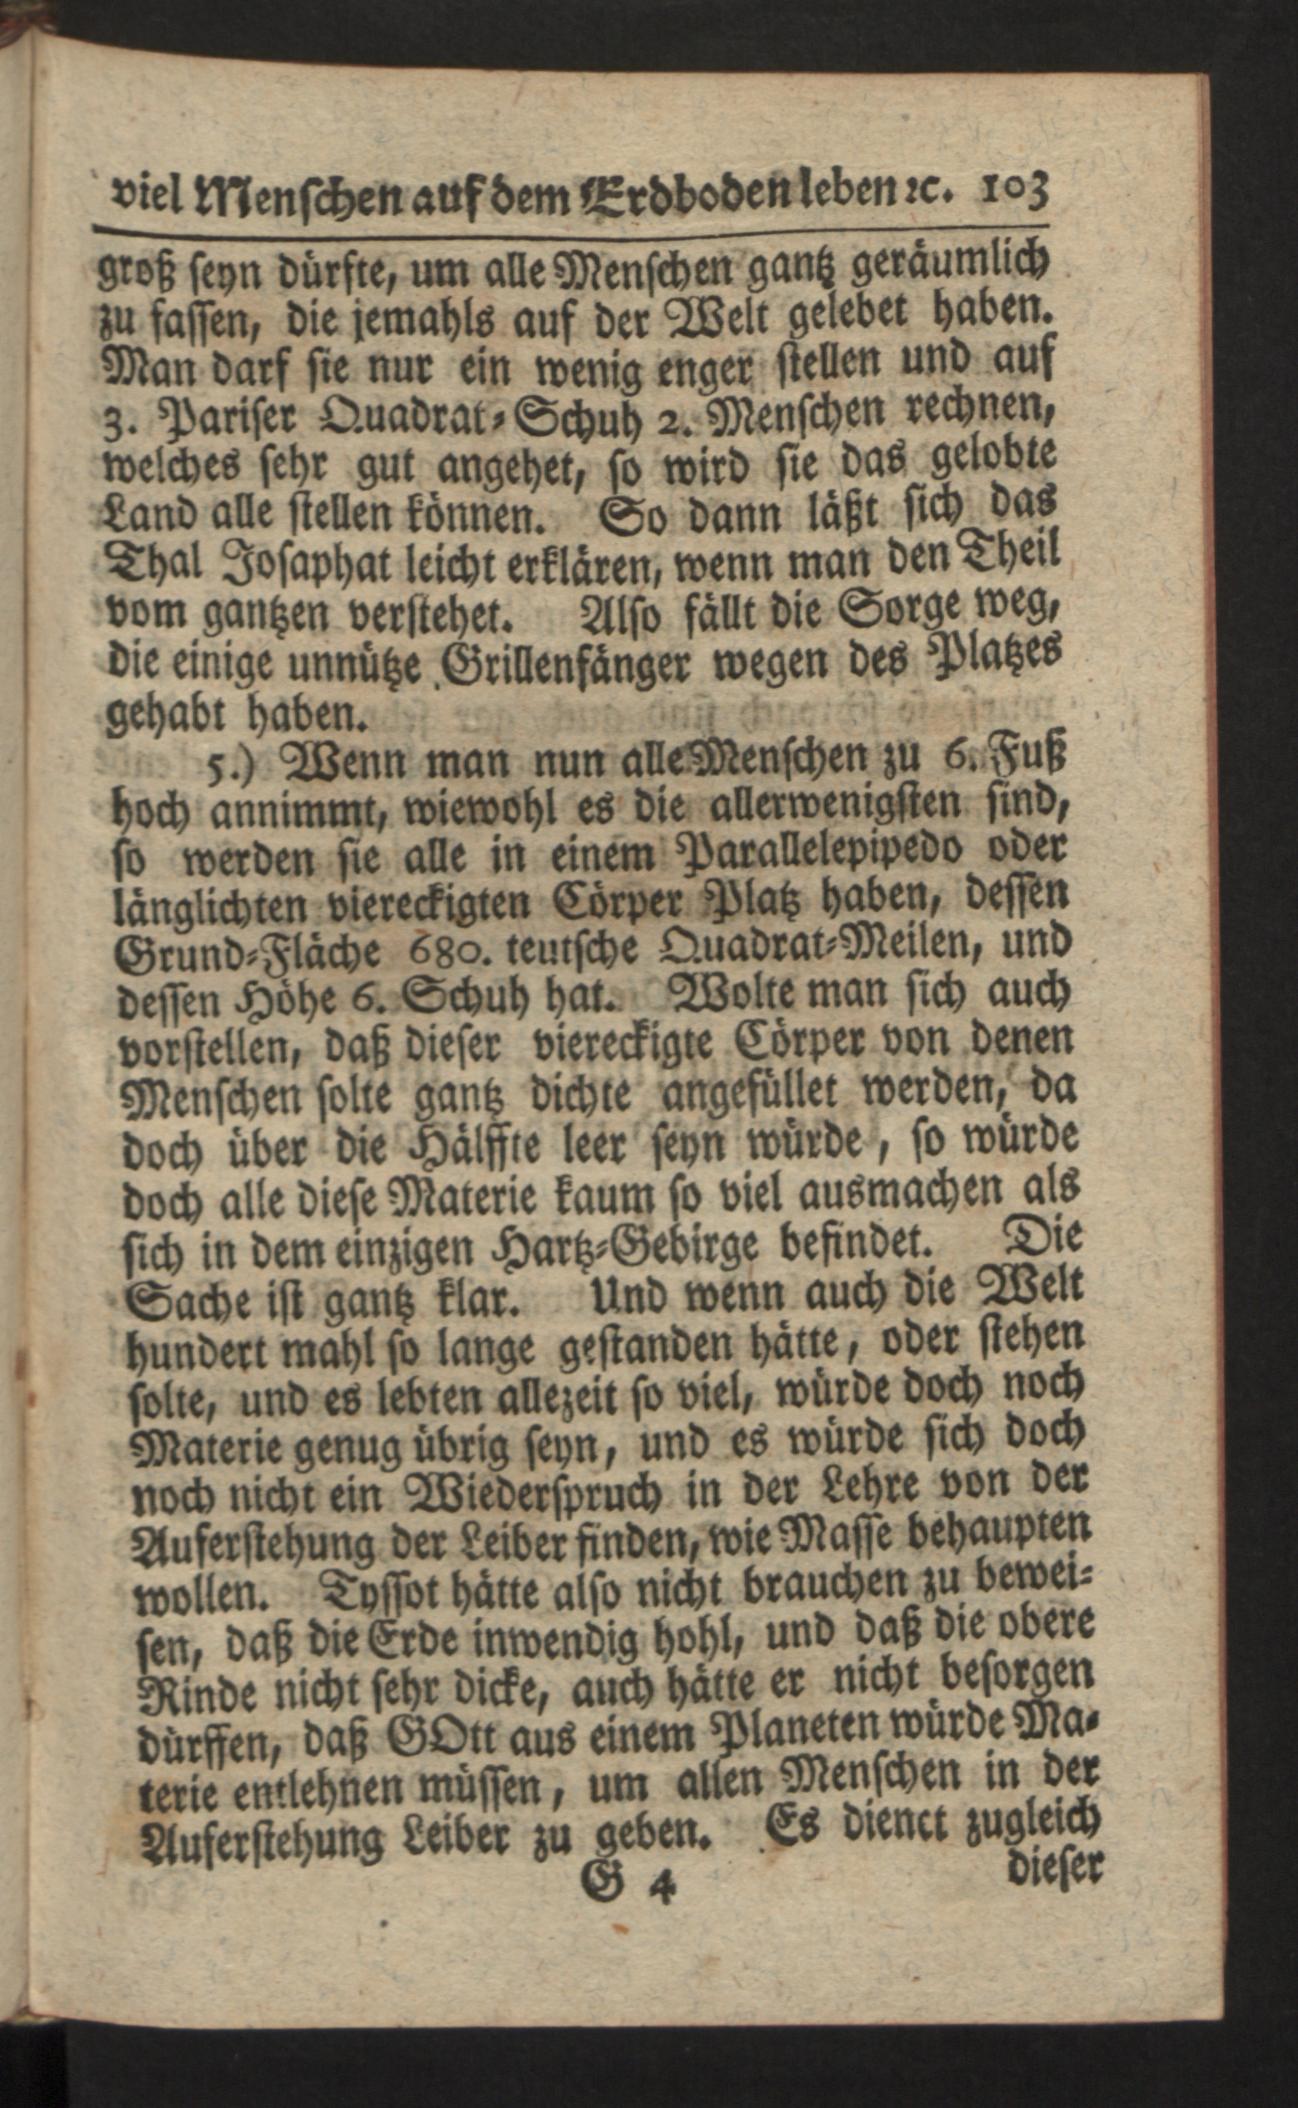 viel Menschen auf dem Erdboden leben ꝛc. 103
groß seyn dürfte, um alle Menschen gantz geräumlich
zu fassen, die jemahls auf der Welt gelebet haben.
Man darf sie nur ein wenig enger stellen und auf
3. Pariser Quadrat-Schuh 2. Menschen rechnen,
welches sehr gut angehet, so wird sie das gelobte
Land alle stellen können. So dann läßt sich das
Thal Josaphat leicht erklären, wenn man den Theil
vom gantzen verstehet. Also fällt die Sorge weg,
die einige unnütze Grillenfänger wegen des Platzes
gehabt haben.
5.) Wenn man nun alle Menschen zu 6. Fuß
hoch annimmt, wiewohl es die allerwenigsten sind,
so werden sie alle in einem Parallelepipedo oder
länglichten viereckigten Cörper Platz haben, dessen
Grund-Fläche 680. teutsche Quadrat-Meilen, und
dessen Höhe 6. Schuh hat. Wolte man sich auch
vorstellen, daß dieser viereckigte Cörper von denen
Menschen solte gantz dichte angefüllet werden, da
doch über die Hälffte leer seyn würde, so würde
doch alle diese Materie kaum so viel ausmachen als
sich in dem einzigen Hartz-Gebirge befindet. Die
Sache ist gantz klar. Und wenn auch die Welt
hundert mahl so lange gestanden hätte, oder stehen
solte, und es lebten allezeit so viel, würde doch noch
Materie genug übrig seyn, und es würde sich doch
noch nicht ein Wiederspruch in der Lehre von der
Auferstehung der Leiber finden, wie Masse behaupten
wollen. Tyssot hätte also nicht brauchen zu bewei-
sen, daß die Erde inwendig hohl, und daß die obere
Rinde nicht sehr dicke, auch hätte er nicht besorgen
dürffen, daß GOtt aus einem Planeten würde Ma-
terie entlehnen müssen, um allen Menschen in der
Auferstehung Leiber zu geben. Es dienet zugleich
G 4 dieser